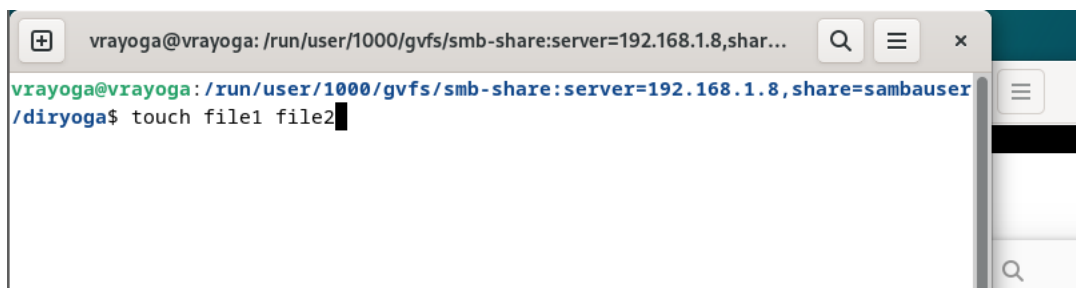 vrayoga@vrayoga: /run/user/1000/gvfs/smb-share:server=192.168.1.8,shar...
vrayoga@vrayoga:/run/user/1000/gvfs/smb-share:server=192.168.1.8,share=sambauser
/diryoga$ touch file1 file2